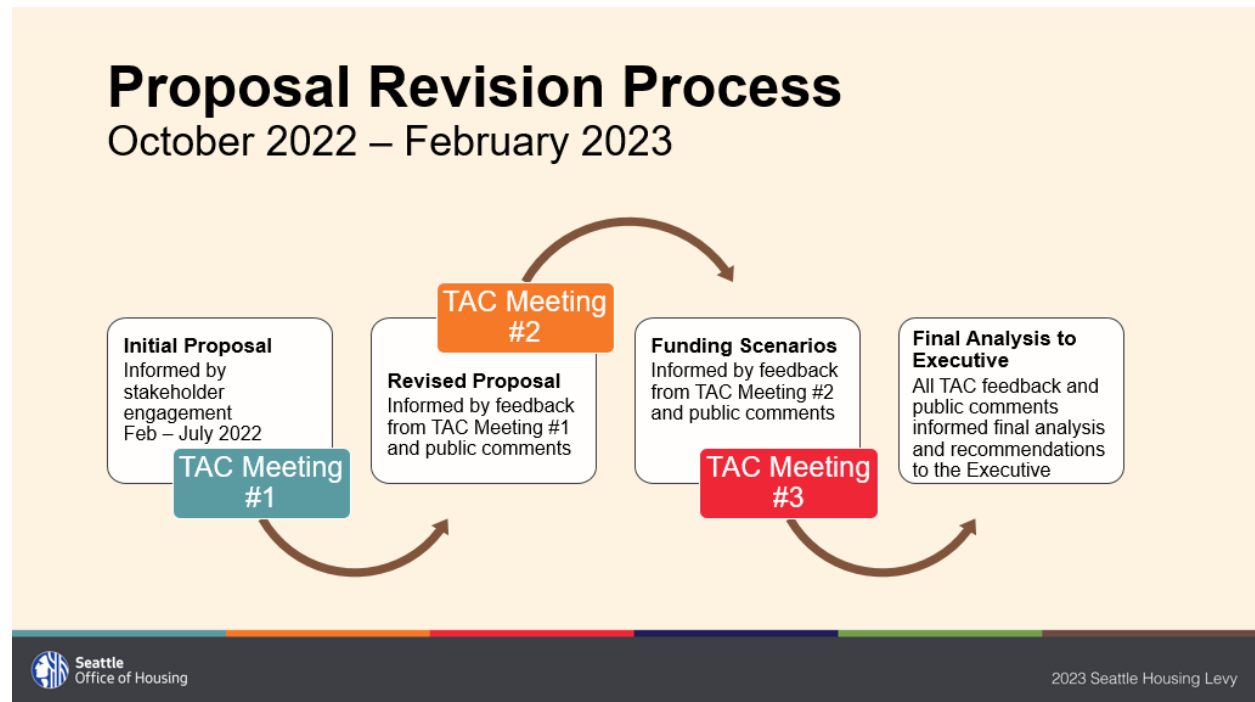 Proposal Revision Process
October 2022 – February 2023
Initial Proposal
Informed by
stakeholder
engagement
Feb – July 2022
TAC Meeting
#1
TAC Meeting
#2
Revised Proposal
Informed by feedback
from TAC Meeting #1
and public comments
Funding Scenarios
Informed by feedback
from TAC Meeting #2
and public comments
TAC Meeting
#3
Final Analysis to
Executive
All TAC feedback and
public comments
informed final analysis
and recommendations
to the Executive
Seattle
Office of Housing
2023 Seattle Housing Levy